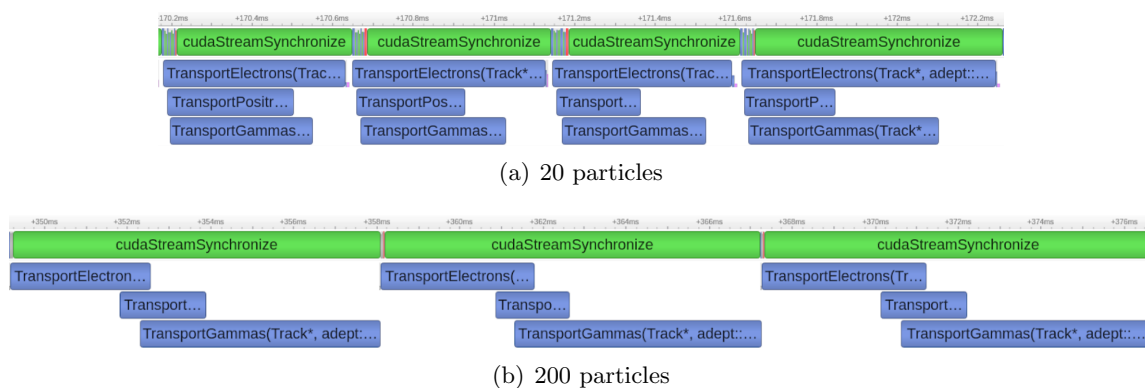 +170.2ms +170.4ms +170.6ms +170.8ms +171ms +171.2ms +171.4ms +171.6ms +171.8ms +172ms +172.2ms
cudaStreamSynchronize cudaStreamSynchronize cudaStreamSynchronize cudaStreamSynchronize
TransportElectrons(Trac... TransportElectrons(Track*... TransportElectrons(Trac... TransportElectrons(Track*, adept::...
TransportPositr... TransportPos... Transport... TransportP...
TransportGammas... TransportGammas... TransportGammas... TransportGammas(Track*...
(a) 20 particles
+350ms +352ms +354ms +356ms +358ms +360ms +362ms +364ms +366ms +368ms +370ms +372ms +374ms +376ms
cudaStreamSynchronize cudaStreamSynchronize cudaStreamSynchronize
TransportElectron... TransportElectrons(... TransportElectrons(Tr...
Transport... Transpo... Transport...
TransportGammas(Track*, adept:... TransportGammas(Track*, adept::... TransportGammas(Track*, adept::...
(b) 200 particles